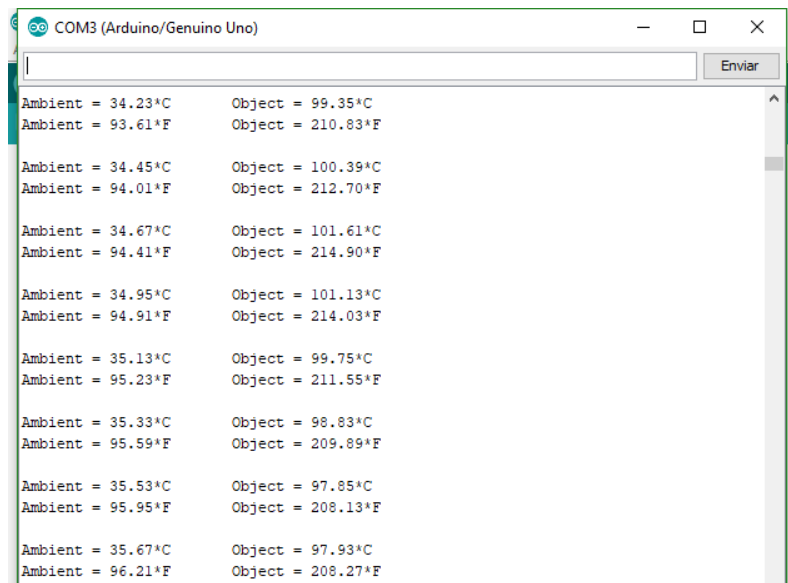 COM3 (Arduino/Genuino Uno)
Enviar
Ambient = 34.23*C Object = 99.35*C
Ambient = 93.61*F Object = 210.83*F
Ambient = 34.45*C Object = 100.39*C
Ambient = 94.01*F Object = 212.70*F
Ambient = 34.67*C Object = 101.61*C
Ambient = 94.41*F Object = 214.90*F
Ambient = 34.95*C Object = 101.13*C
Ambient = 94.91*F Object = 214.03*F
Ambient = 35.13*C Object = 99.75*C
Ambient = 95.23*F Object = 211.55*F
Ambient = 35.33*C Object = 98.83*C
Ambient = 95.59*F Object = 209.89*F
Ambient = 35.53*C Object = 97.85*C
Ambient = 95.95*F Object = 208.13*F
Ambient = 35.67*C Object = 97.93*C
Ambient = 96.21*F Object = 208.27*F